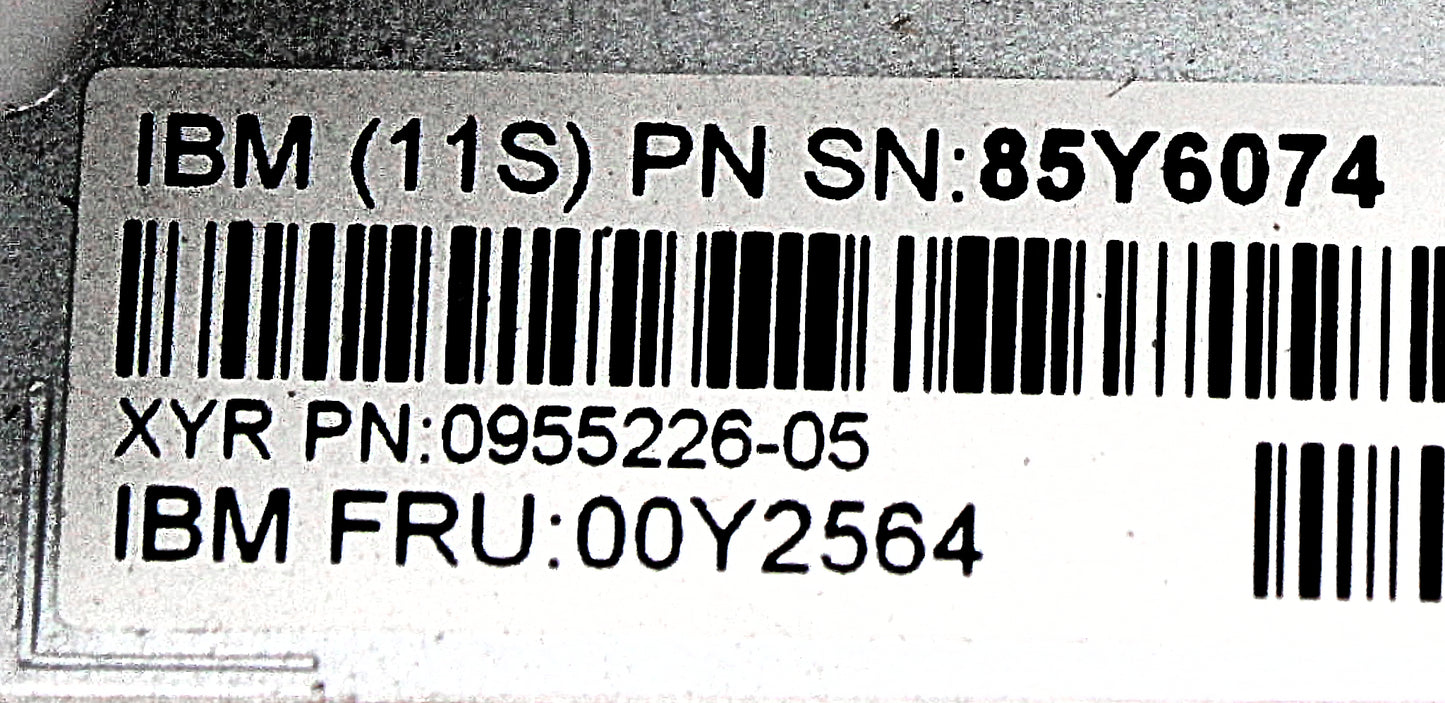 IBM (11S) PN SN:85Y6074
XYR PN:0955226-05
IBM FRU:00Y2564